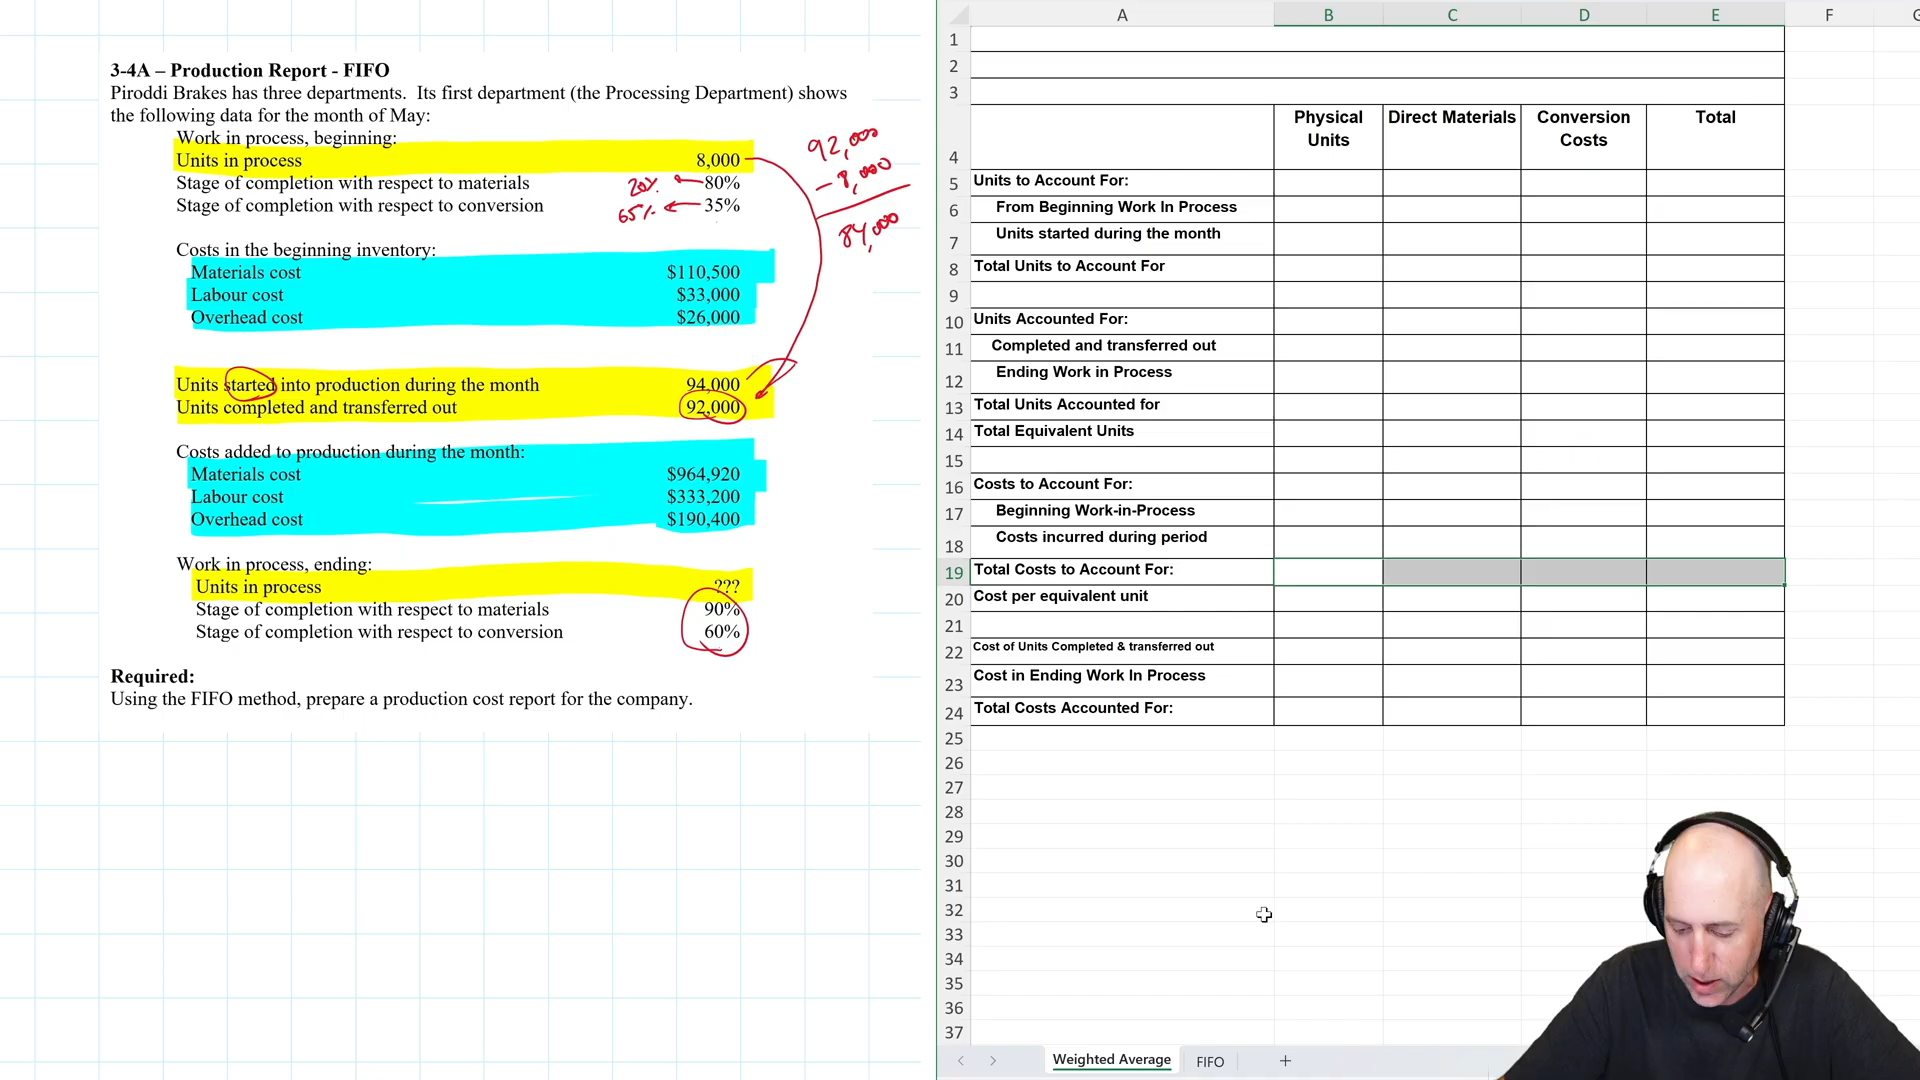 3-4A – Production Report - FIFO
Piroddi Brakes has three departments.  Its first department (the Processing Department) shows
the following data for the month of May:
Work in process, beginning:
Units in process 8,000
Stage of completion with respect to materials 20% 80%
Stage of completion with respect to conversion 65% 35%
92,000
- 8,000
84,000
Costs in the beginning inventory:
Materials cost $110,500
Labour cost $33,000
Overhead cost $26,000
Units started into production during the month 94,000
Units completed and transferred out 92,000
Costs added to production during the month:
Materials cost $964,920
Labour cost $333,200
Overhead cost $190,400
Work in process, ending:
Units in process ???
Stage of completion with respect to materials 90%
Stage of completion with respect to conversion 60%
Required:
Using the FIFO method, prepare a production cost report for the company.
A B C D E F G
1
2
3
4 Physical Units Direct Materials Conversion Costs Total
5 Units to Account For:
6 From Beginning Work In Process
7 Units started during the month
8 Total Units to Account For
9
10 Units Accounted For:
11 Completed and transferred out
12 Ending Work in Process
13 Total Units Accounted for
14 Total Equivalent Units
15
16 Costs to Account For:
17 Beginning Work-in-Process
18 Costs incurred during period
19 Total Costs to Account For:
20 Cost per equivalent unit
21
22 Cost of Units Completed & transferred out
23 Cost in Ending Work In Process
24 Total Costs Accounted For:
25
26
27
28
29
30
31
32
33
34
35
36
37
Weighted Average FIFO +